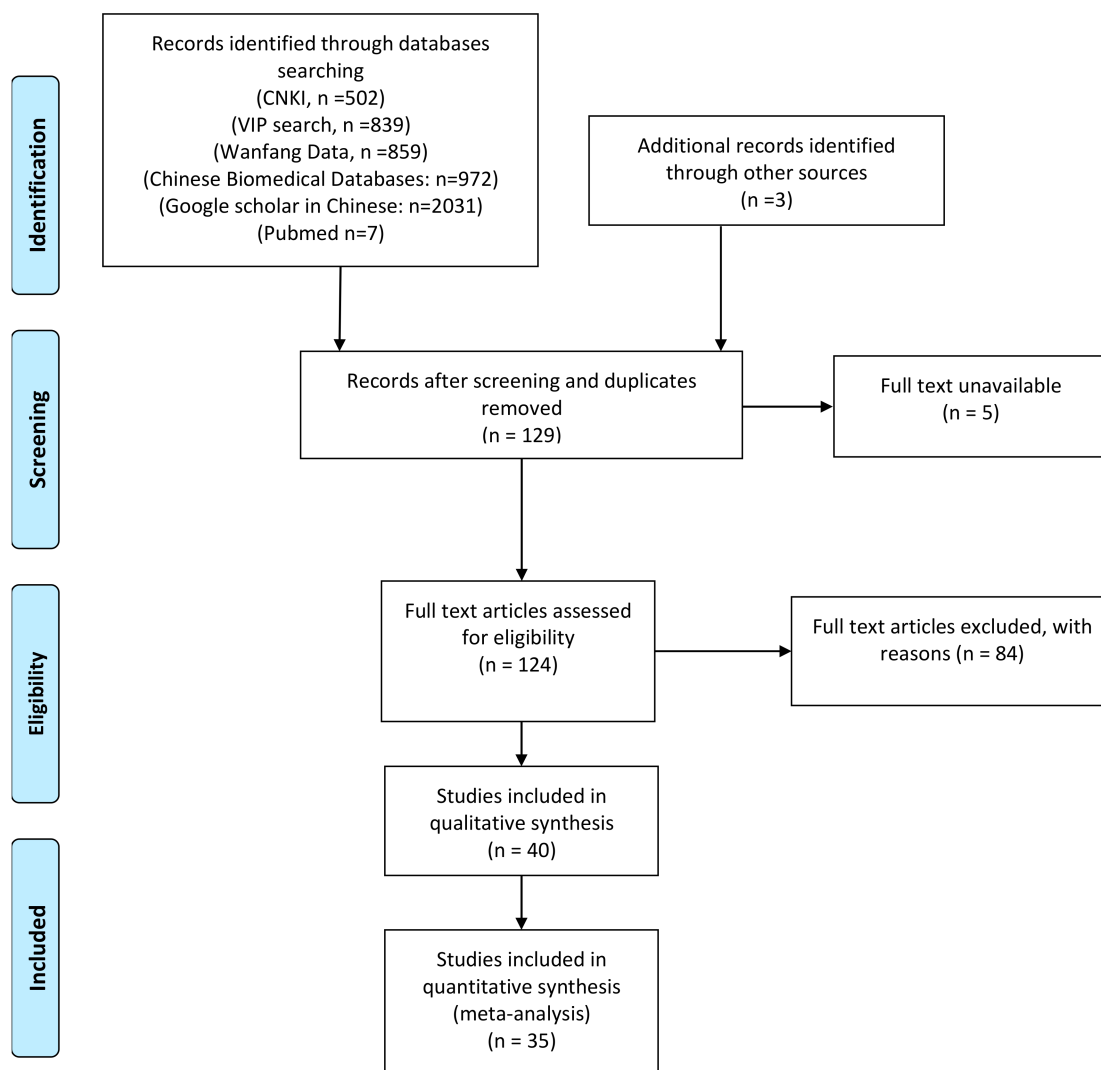 Identification
Records identified through databases
searching
(CNKI, n =502)
(VIP search, n =839)
(Wanfang Data, n =859)
(Chinese Biomedical Databases: n=972)
(Google scholar in Chinese: n=2031)
(Pubmed n=7)
Additional records identified
through other sources
(n =3)
Screening
Records after screening and duplicates
removed
(n = 129)
Full text unavailable
(n = 5)
Eligibility
Full text articles assessed
for eligibility
(n = 124)
Full text articles excluded, with
reasons (n = 84)
Studies included in
qualitative synthesis
(n = 40)
Included
Studies included in
quantitative synthesis
(meta-analysis)
(n = 35)